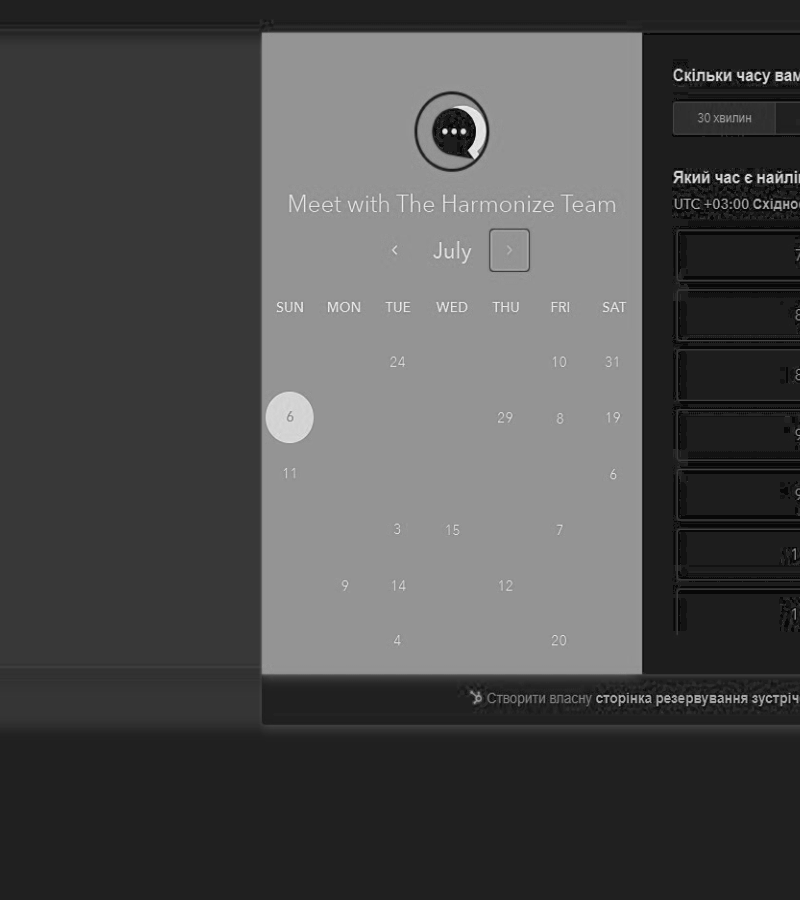 Скільки часу вам
30 хвилин
Meet with The Harmonize Team
Який час є найлі
UTC +03:00 Східно
July
SUN MON TUE WED THU FRI SAT
24 10 31
6 29 8 19
11 6
3 15 7
9 14 12
4 20
7
8
8
9
9
1
1
Створити власну сторінка резервування зустріч